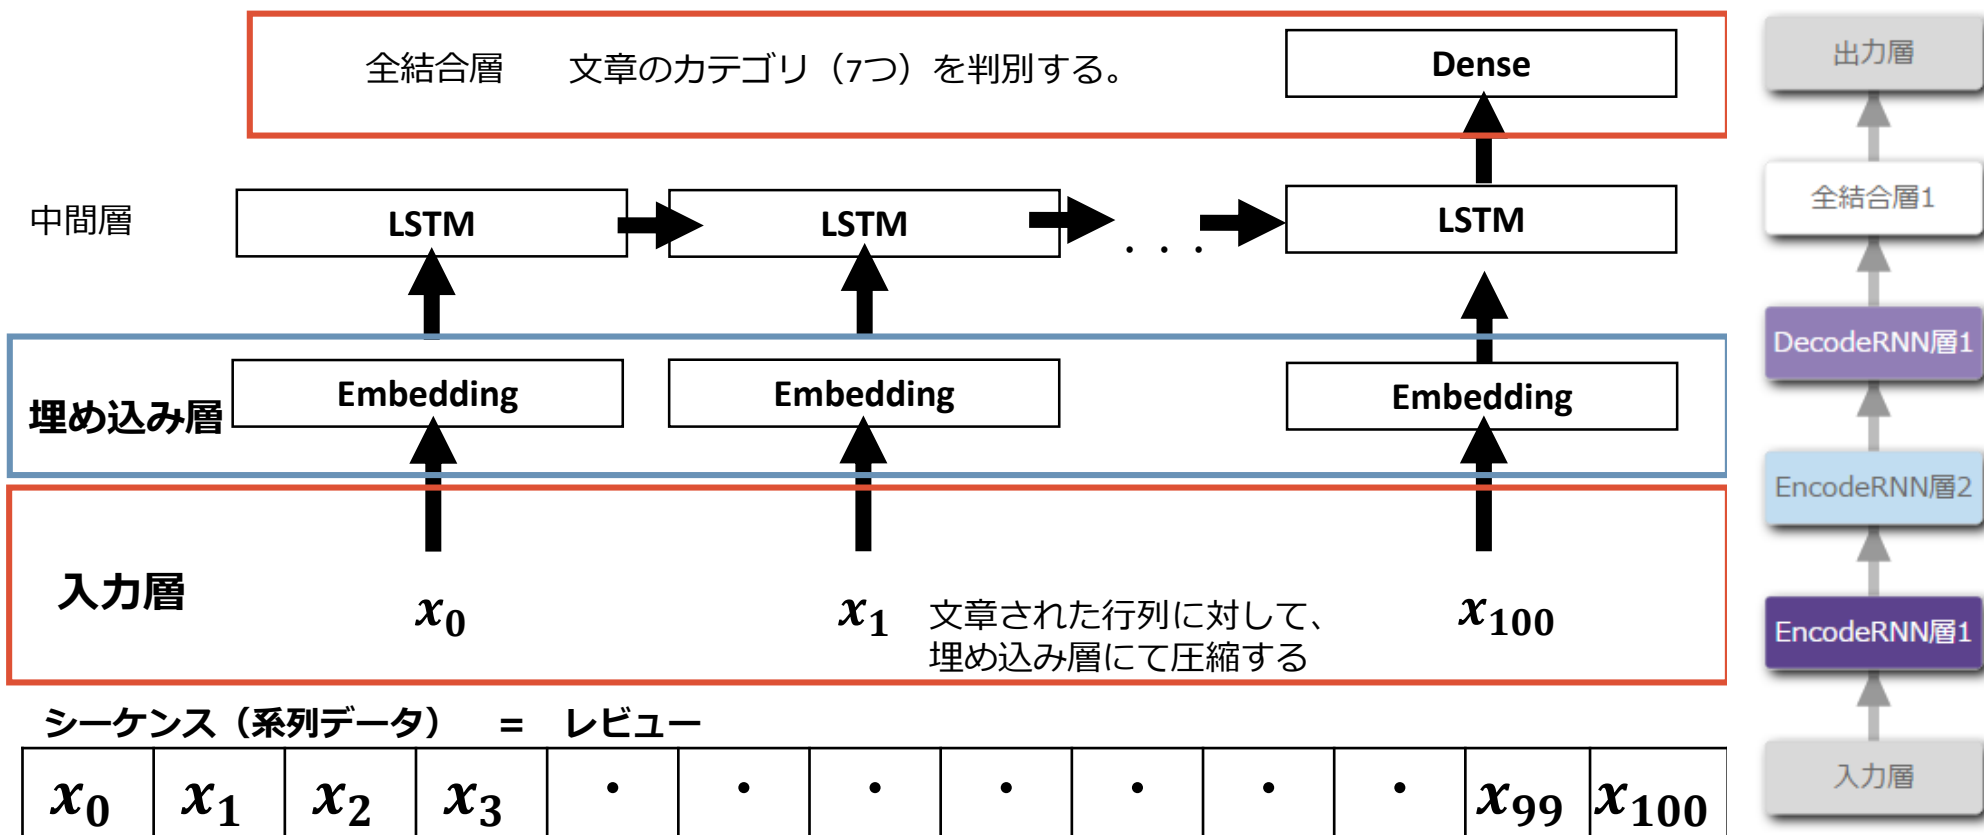 全結合層 文章のカテゴリ（7つ）を判別する。
Dense
中間層
LSTM
LSTM
. . .
LSTM
埋め込み層
Embedding
Embedding
Embedding
入力層
x₀
x₁
文章された行列に対して、
埋め込み層にて圧縮する
x₁₀₀
シーケンス（系列データ） = レビュー
x₀ x₁ x₂ x₃ ・ ・ ・ ・ ・ ・ ・ x₉₉ x₁₀₀
出力層
全結合層1
DecodeRNN層1
EncodeRNN層2
EncodeRNN層1
入力層